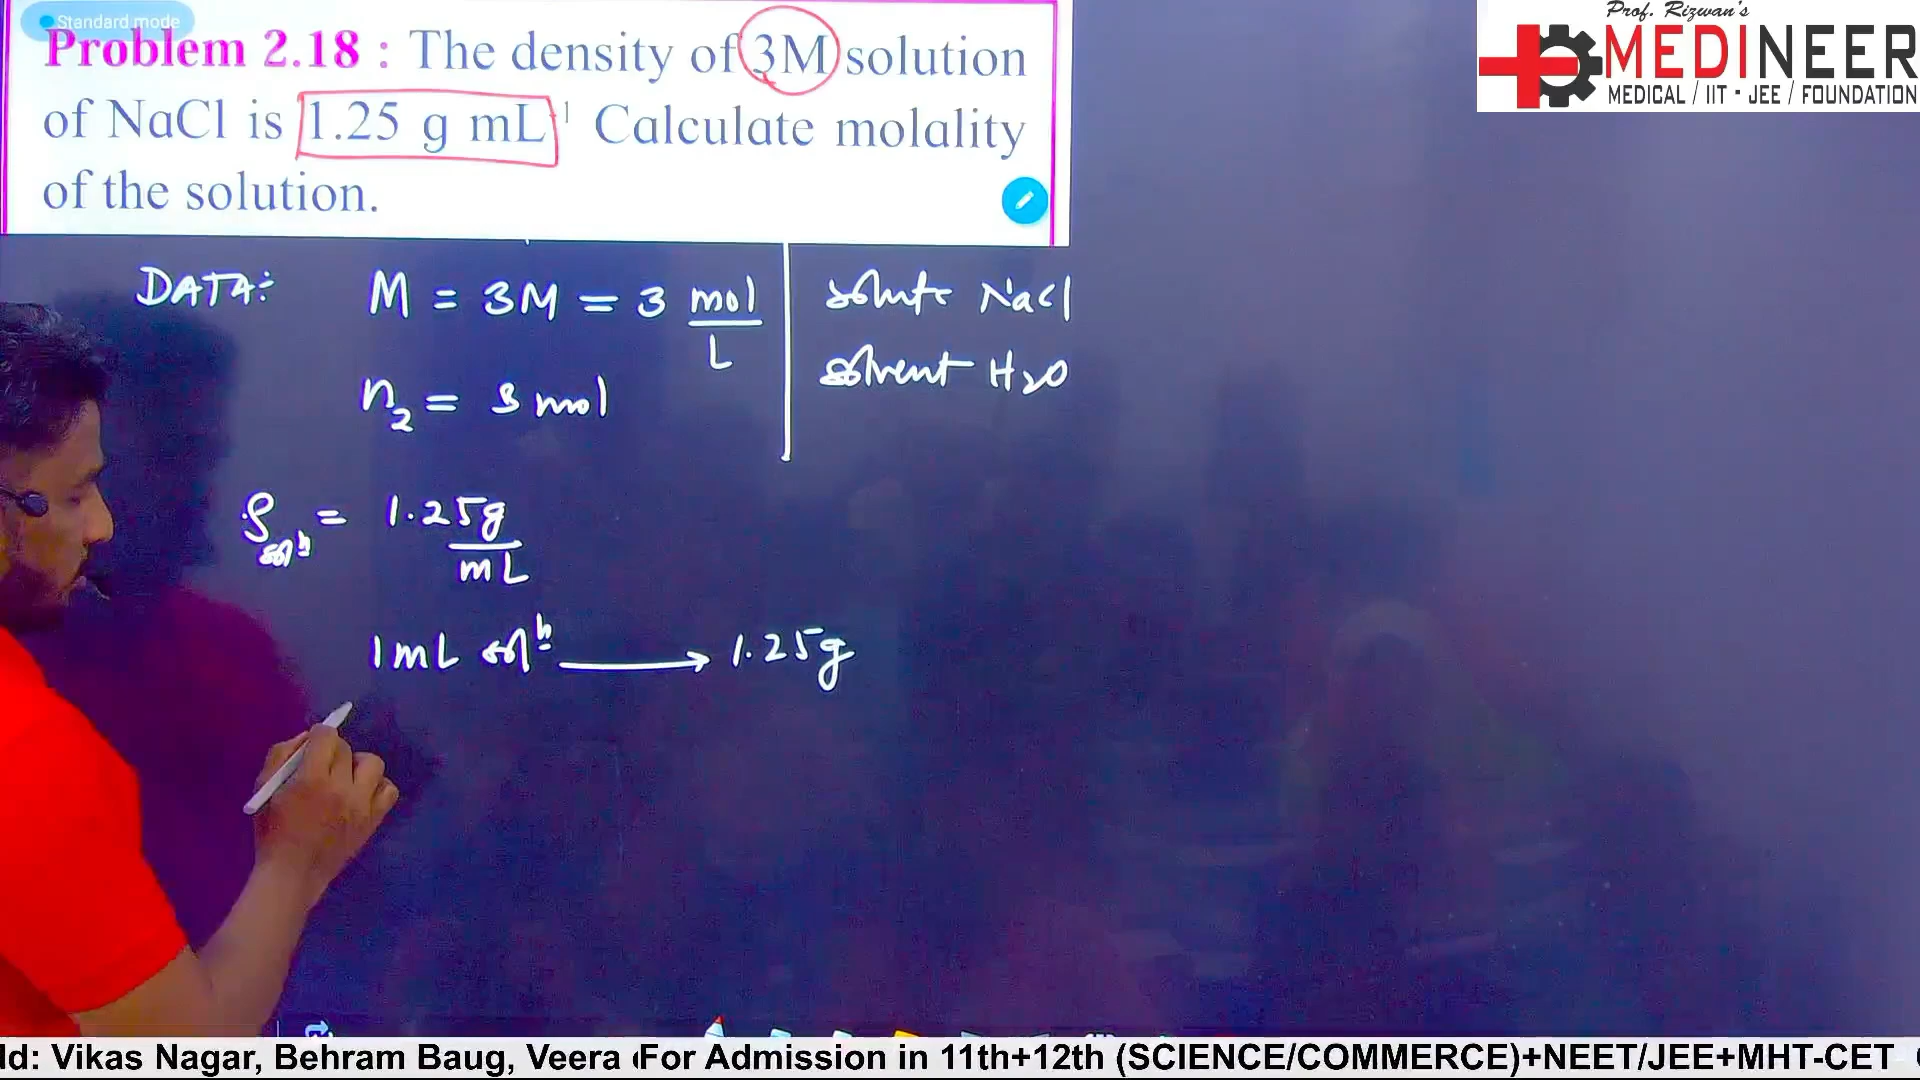 Standard mode
Problem 2.18 : The density of 3M solution
of NaCl is 1.25 g mL⁻¹ Calculate molality
of the solution.
Prof. Rizwan's
MEDINEER
MEDICAL / IIT - JEE / FOUNDATION
DATA:- M = 3M = 3 mol/L
solute NaCl
solvent H2O
n2 = 3 mol
ρsolⁿ = 1.25g/mL
1mL solⁿ → 1.25g
dd: Vikas Nagar, Behram Baug, Veera
For Admission in 11th+12th (SCIENCE/COMMERCE)+NEET/JEE+MHT-CET